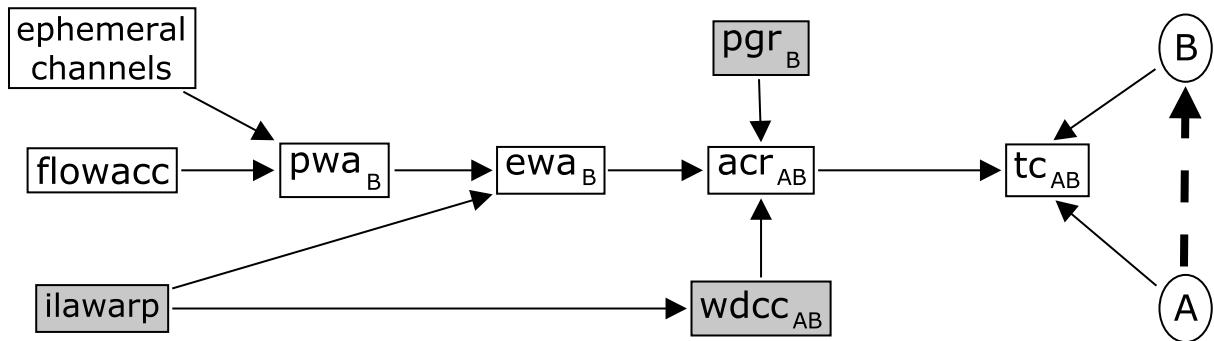 ephemeral
channels
pgr B
B
flowacc
pwa B
ewa B
acr AB
tc AB
ilawarp
wdcc AB
A